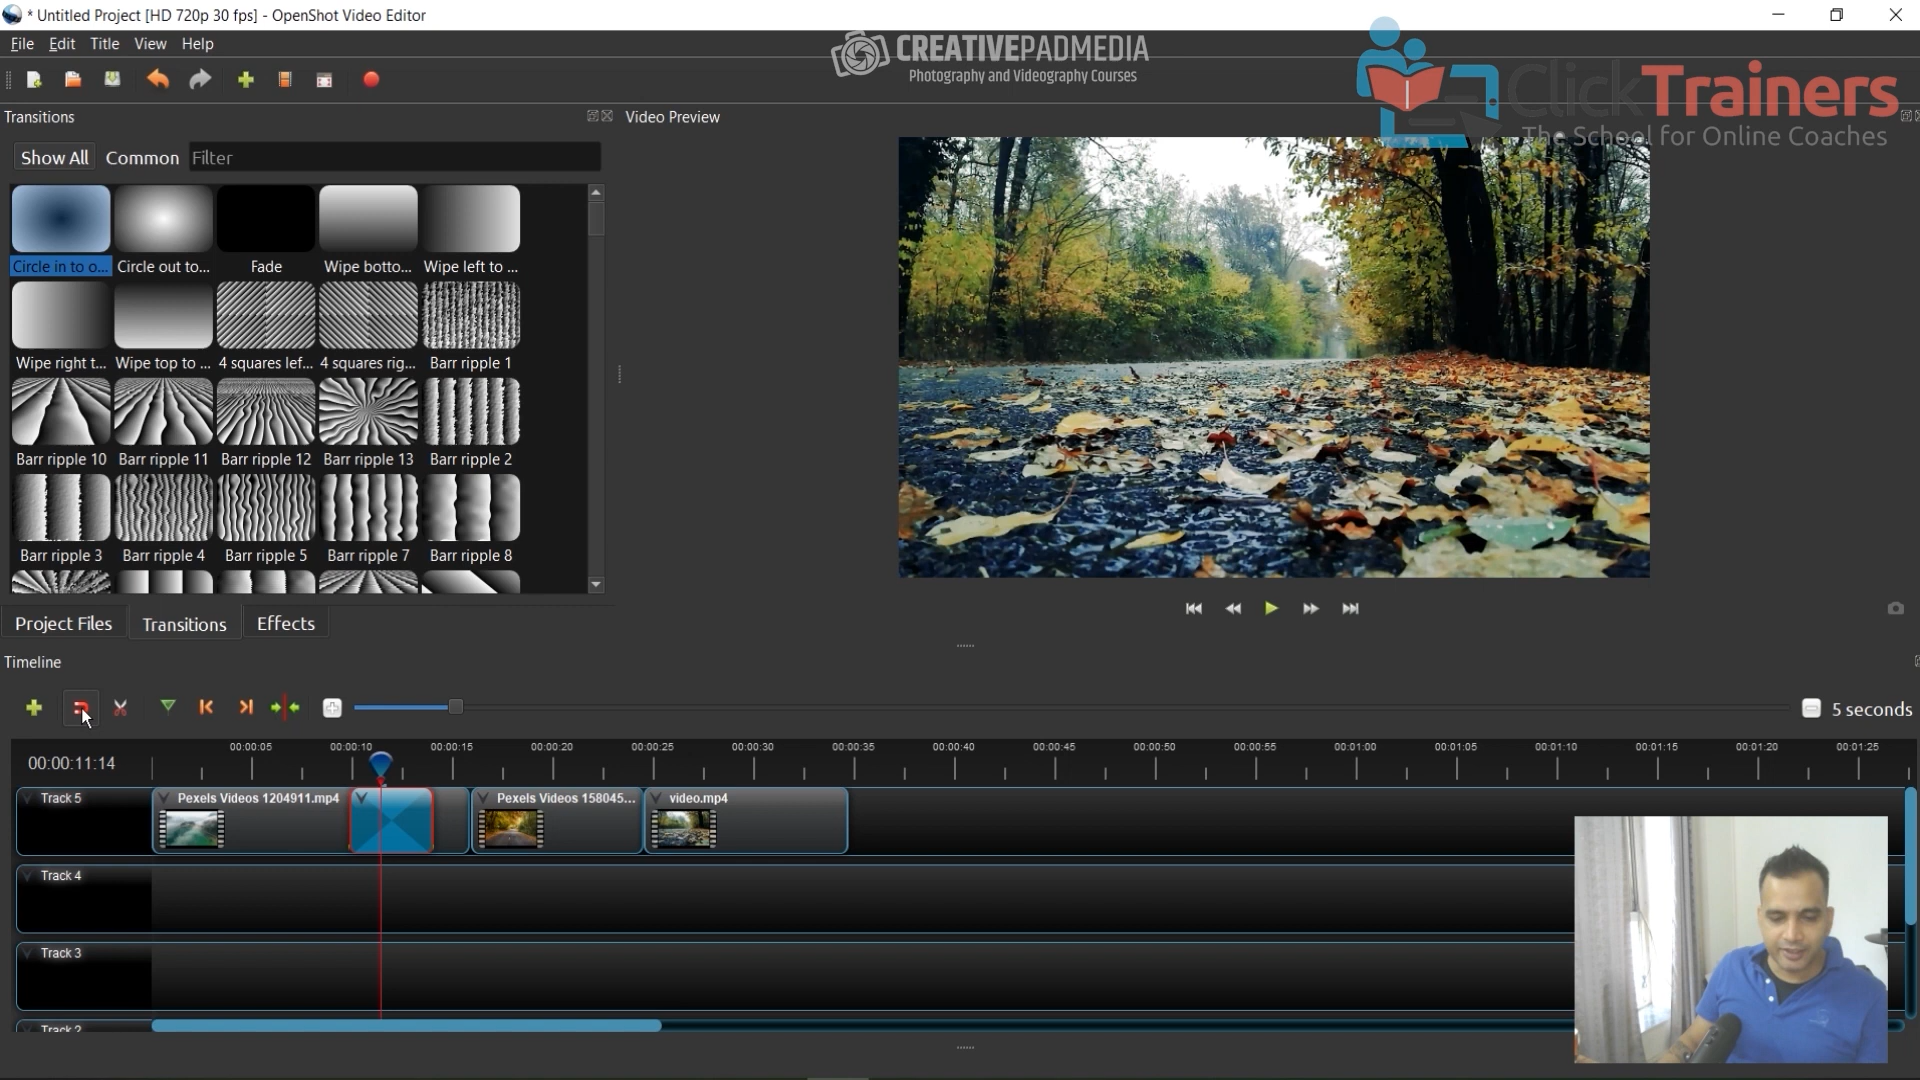 * Untitled Project [HD 720p 30 fps] - OpenShot Video Editor
File Edit Title View Help
CREATIVEPADMEDIA
Photography and Videography Courses
ClickTrainers
The School for Online Coaches
Transitions
Video Preview
Show All Common Filter
Circle in to o... Circle out to... Fade Wipe botto... Wipe left to ...
Wipe right t... Wipe top to ... 4 squares lef... 4 squares rig... Barr ripple 1
Barr ripple 10 Barr ripple 11 Barr ripple 12 Barr ripple 13 Barr ripple 2
Barr ripple 3 Barr ripple 4 Barr ripple 5 Barr ripple 7 Barr ripple 8
Project Files Transitions Effects
Timeline
5 seconds
00:00:05 00:00:10 00:00:15 00:00:20 00:00:25 00:00:30 00:00:35 00:00:40 00:00:45 00:00:50 00:00:55 00:01:00 00:01:05 00:01:10 00:01:15 00:01:20 00:01:25
00:00:11:14
Track 5 Pexels Videos 1204911.mp4 Pexels Videos 158045... video.mp4
Track 4
Track 3
Track 2